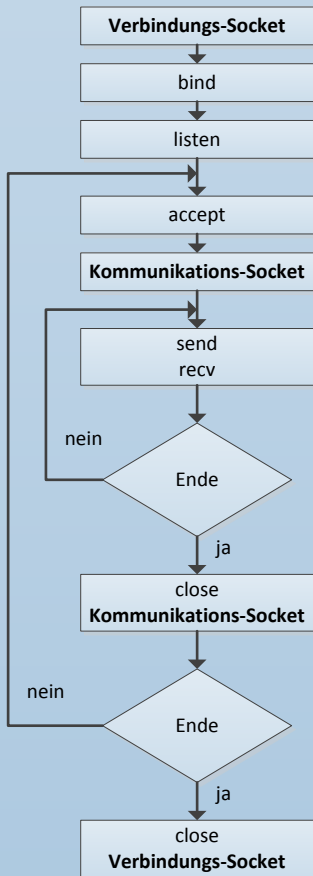 Verbindungs-Socket
bind
listen
accept
Kommunikations-Socket
send
recv
nein
Ende
ja
close
Kommunikations-Socket
nein
Ende
ja
close
Verbindungs-Socket